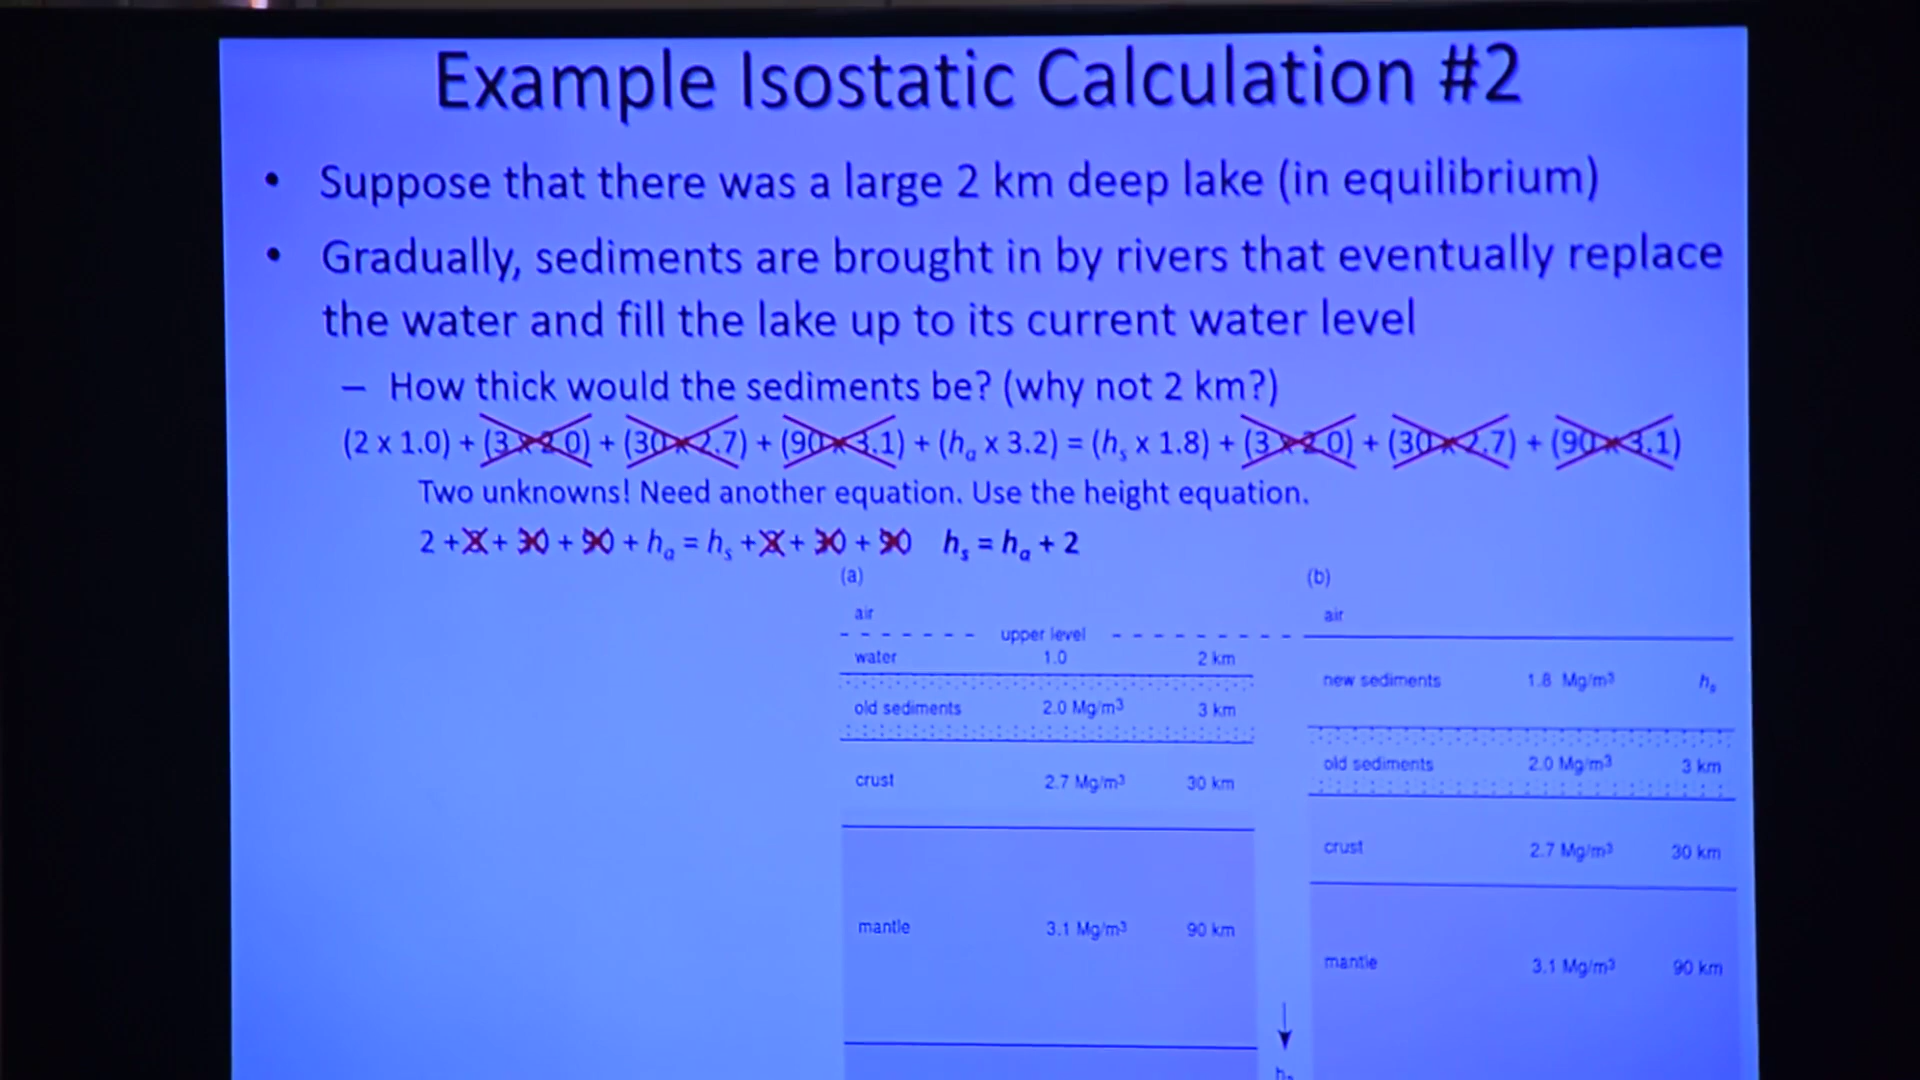 Example Isostatic Calculation #2
• Suppose that there was a large 2 km deep lake (in equilibrium)
• Gradually, sediments are brought in by rivers that eventually replace
the water and fill the lake up to its current water level
– How thick would the sediments be? (why not 2 km?)
(2 x 1.0) + (3 x 2.0) + (30 x 2.7) + (90 x 3.1) + (hₐ x 3.2) = (hₛ x 1.8) + (3 x 2.0) + (30 x 2.7) + (90 x 3.1)
Two unknowns! Need another equation. Use the height equation.
2 + 3 + 30 + 90 + hₐ = hₛ + 3 + 30 + 90 hₛ = hₐ + 2
(a)
air
upper level
water 1.0 2 km
old sediments 2.0 Mg/m³ 3 km
crust 2.7 Mg/m³ 30 km
mantle 3.1 Mg/m³ 90 km
(b)
air
new sediments 1.8 Mg/m³ hₛ
old sediments 2.0 Mg/m³ 3 km
crust 2.7 Mg/m³ 30 km
mantle 3.1 Mg/m³ 90 km